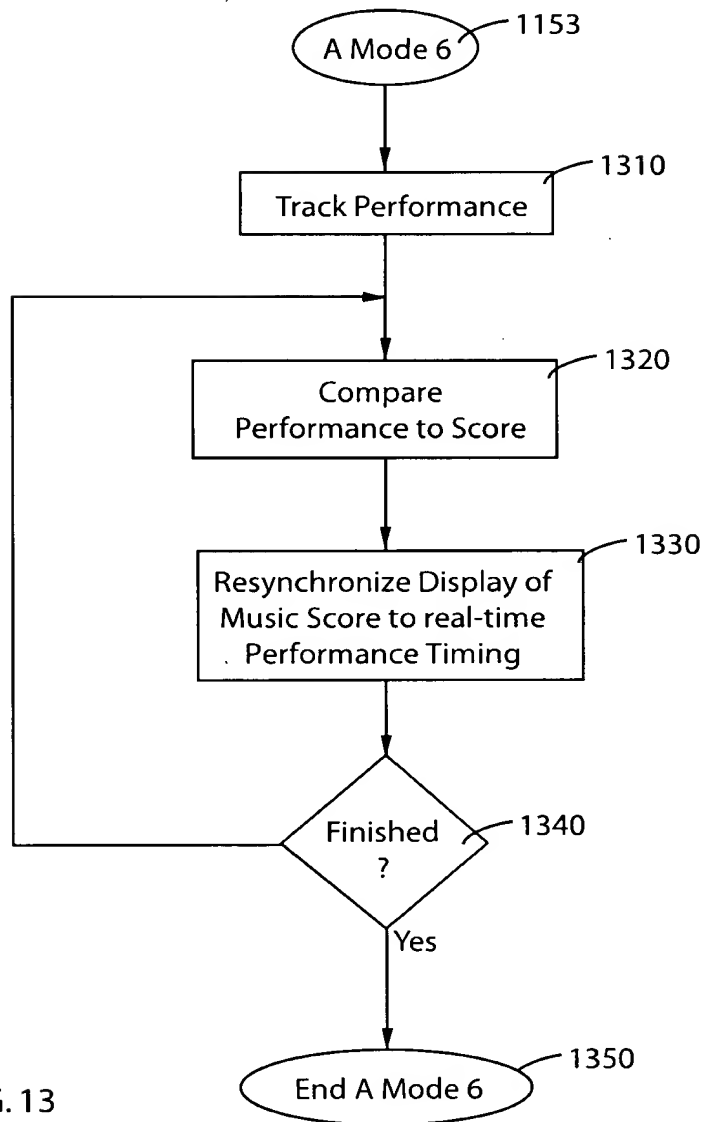 A Mode 6
1153
1310
Track Performance
1320
Compare
Performance to Score
1330
Resynchronize Display of
Music Score to real-time
Performance Timing
1340
Finished
?
Yes
1350
End A Mode 6
. 13